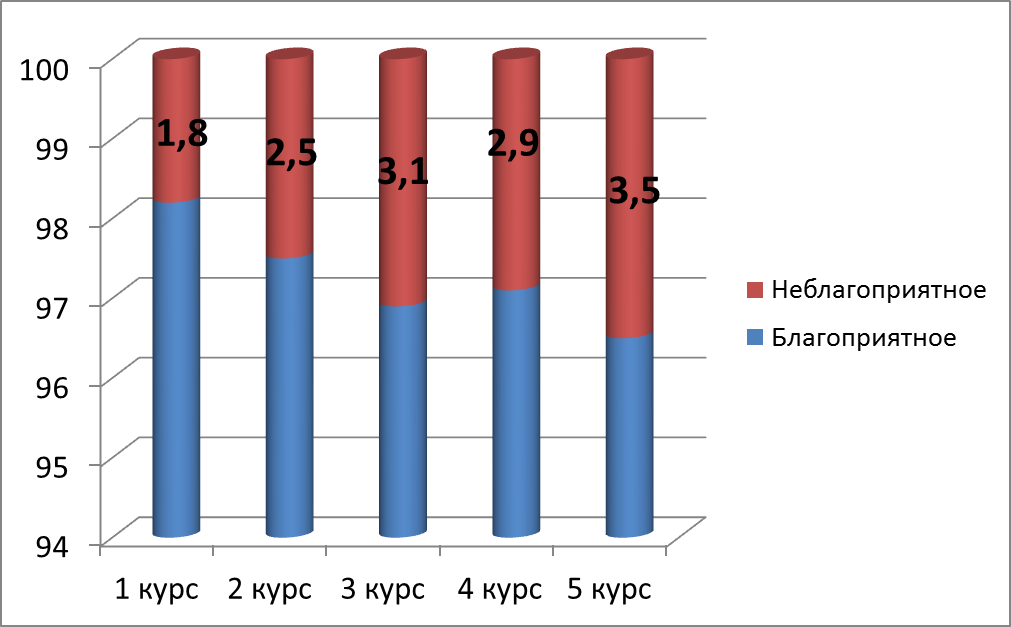 100
99
98
97
96
95
94
1,8
2,5
3,1
2,9
3,5
1 курс
2 курс
3 курс
4 курс
5 курс
Неблагоприятное
Благоприятное